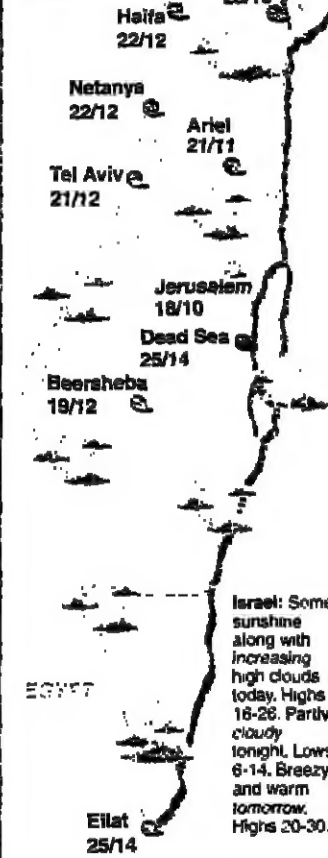 Haifa
22/12
Netanya
22/12
Ariel
21/11
Tel Aviv
21/12
Jerusalem
18/10
Dead Sea
25/14
Beersheba
19/12
Israel: Some
sunshine
along with
increasing
high clouds
today. Highs
16-26. Partly
cloudy
tonight. Lows
6-14. Breezy
and warm
tomorrow.
Highs 20-30.
EGYPT
Eilat
25/14